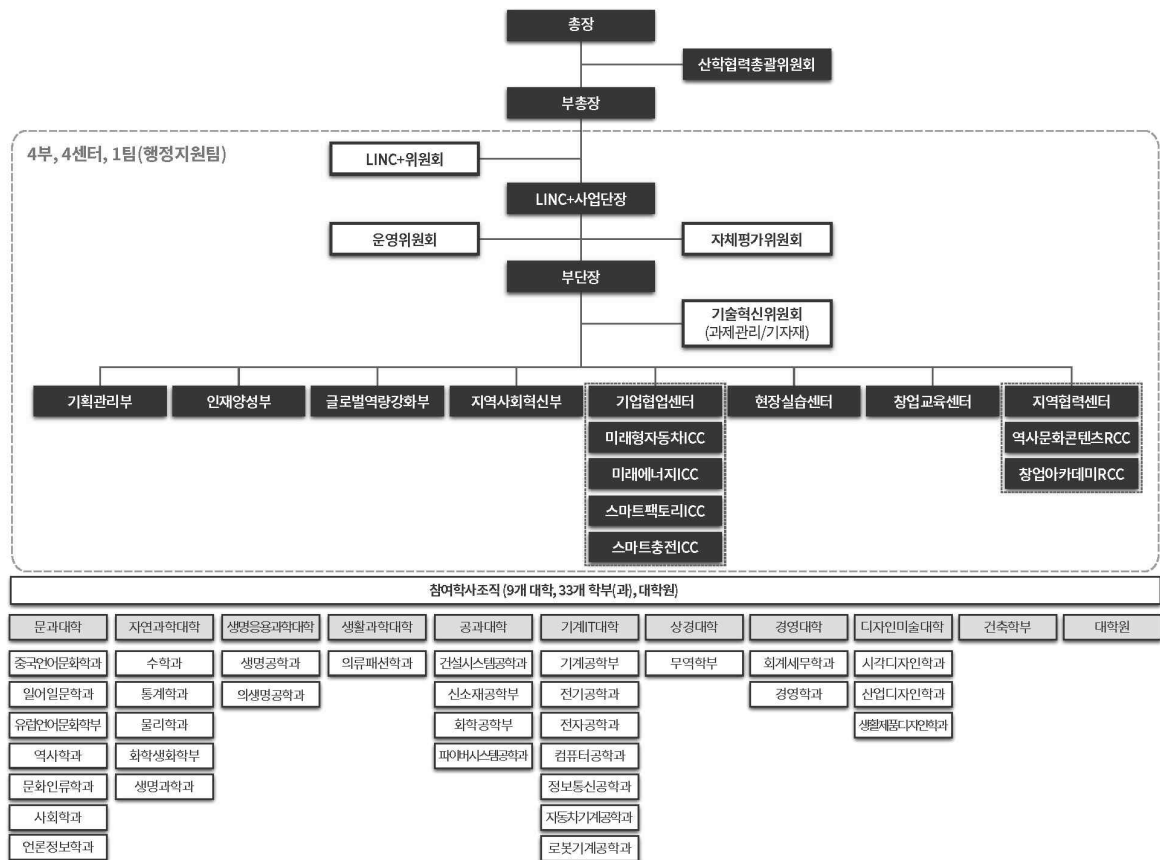 총장
산학협력총괄위원회
부총장
4부, 4센터, 1팀(행정지원팀)
LINC+위원회
LINC+사업단장
운영위원회
자체평가위원회
부단장
기술혁신위원회
(과제관리/기자재)
기획관리부
인재양성부
글로벌역량강화부
지역사회혁신부
기업협업센터
현장실습센터
창업교육센터
지역협력센터
미래형자동차ICC
역사문화콘텐츠RCC
미래에너지ICC
창업아카데미RCC
스마트팩토리ICC
스마트충전ICC
참여학사조직 (9개 대학, 33개 학부(과), 대학원)
문과대학
자연과학대학
생명응용과학대학
생활과학대학
공과대학
기계IT대학
상경대학
경영대학
디자인미술대학
건축학부
대학원
중국언어문화학과
수학과
생명공학과
의류패션학과
건설시스템공학과
기계공학부
무역학부
회계세무학과
시각디자인학과
일어일문학과
통계학과
의생명공학과
신소재공학부
전기공학과
경영학과
산업디자인학과
유럽언어문화학부
물리학과
화학공학부
전자공학과
생활제품디자인학과
역사학과
화학생화학부
파이버시스템공학과
컴퓨터공학과
문화인류학과
생명과학과
정보통신공학과
사회학과
자동차기계공학과
언론정보학과
로봇기계공학과